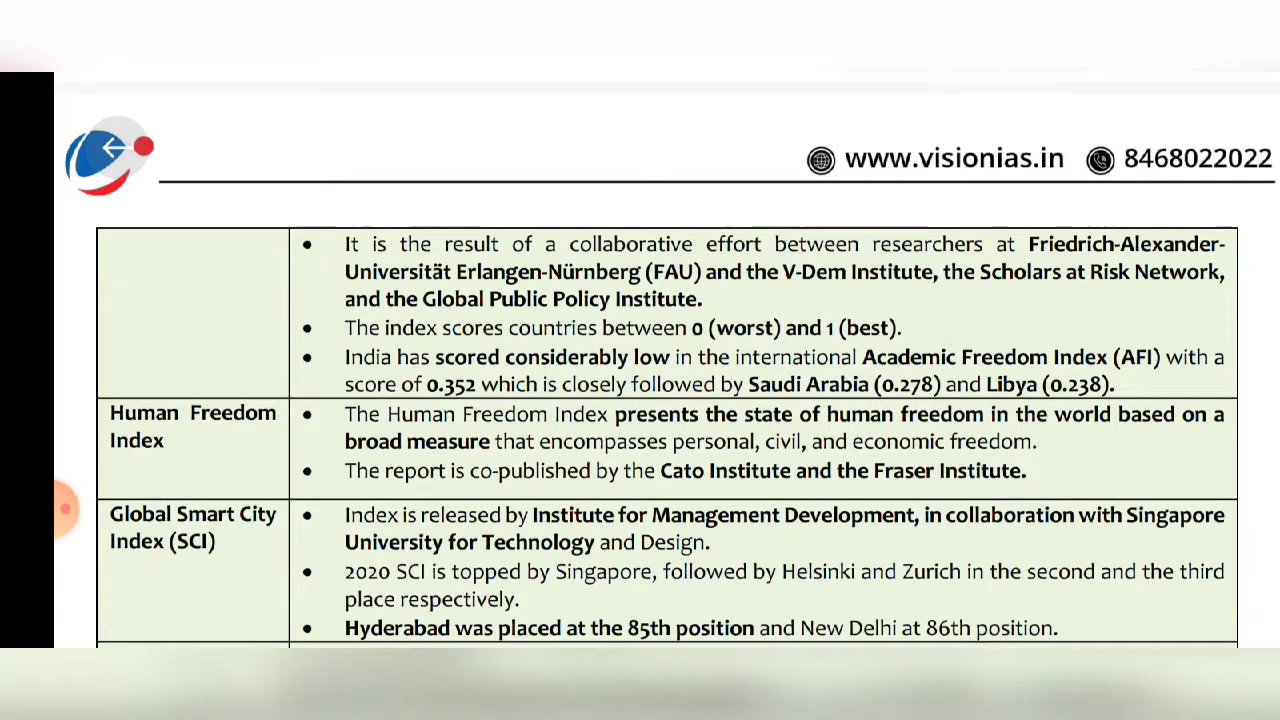 www.visionias.in 8468022022
• It is the result of a collaborative effort between researchers at Friedrich-Alexander-
Universität Erlangen-Nürnberg (FAU) and the V-Dem Institute, the Scholars at Risk Network,
and the Global Public Policy Institute.
• The index scores countries between 0 (worst) and 1 (best).
• India has scored considerably low in the international Academic Freedom Index (AFI) with a
score of 0.352 which is closely followed by Saudi Arabia (0.278) and Libya (0.238).
Human Freedom
Index
• The Human Freedom Index presents the state of human freedom in the world based on a
broad measure that encompasses personal, civil, and economic freedom.
• The report is co-published by the Cato Institute and the Fraser Institute.
Global Smart City
Index (SCI)
• Index is released by Institute for Management Development, in collaboration with Singapore
University for Technology and Design.
• 2020 SCI is topped by Singapore, followed by Helsinki and Zurich in the second and the third
place respectively.
• Hyderabad was placed at the 85th position and New Delhi at 86th position.